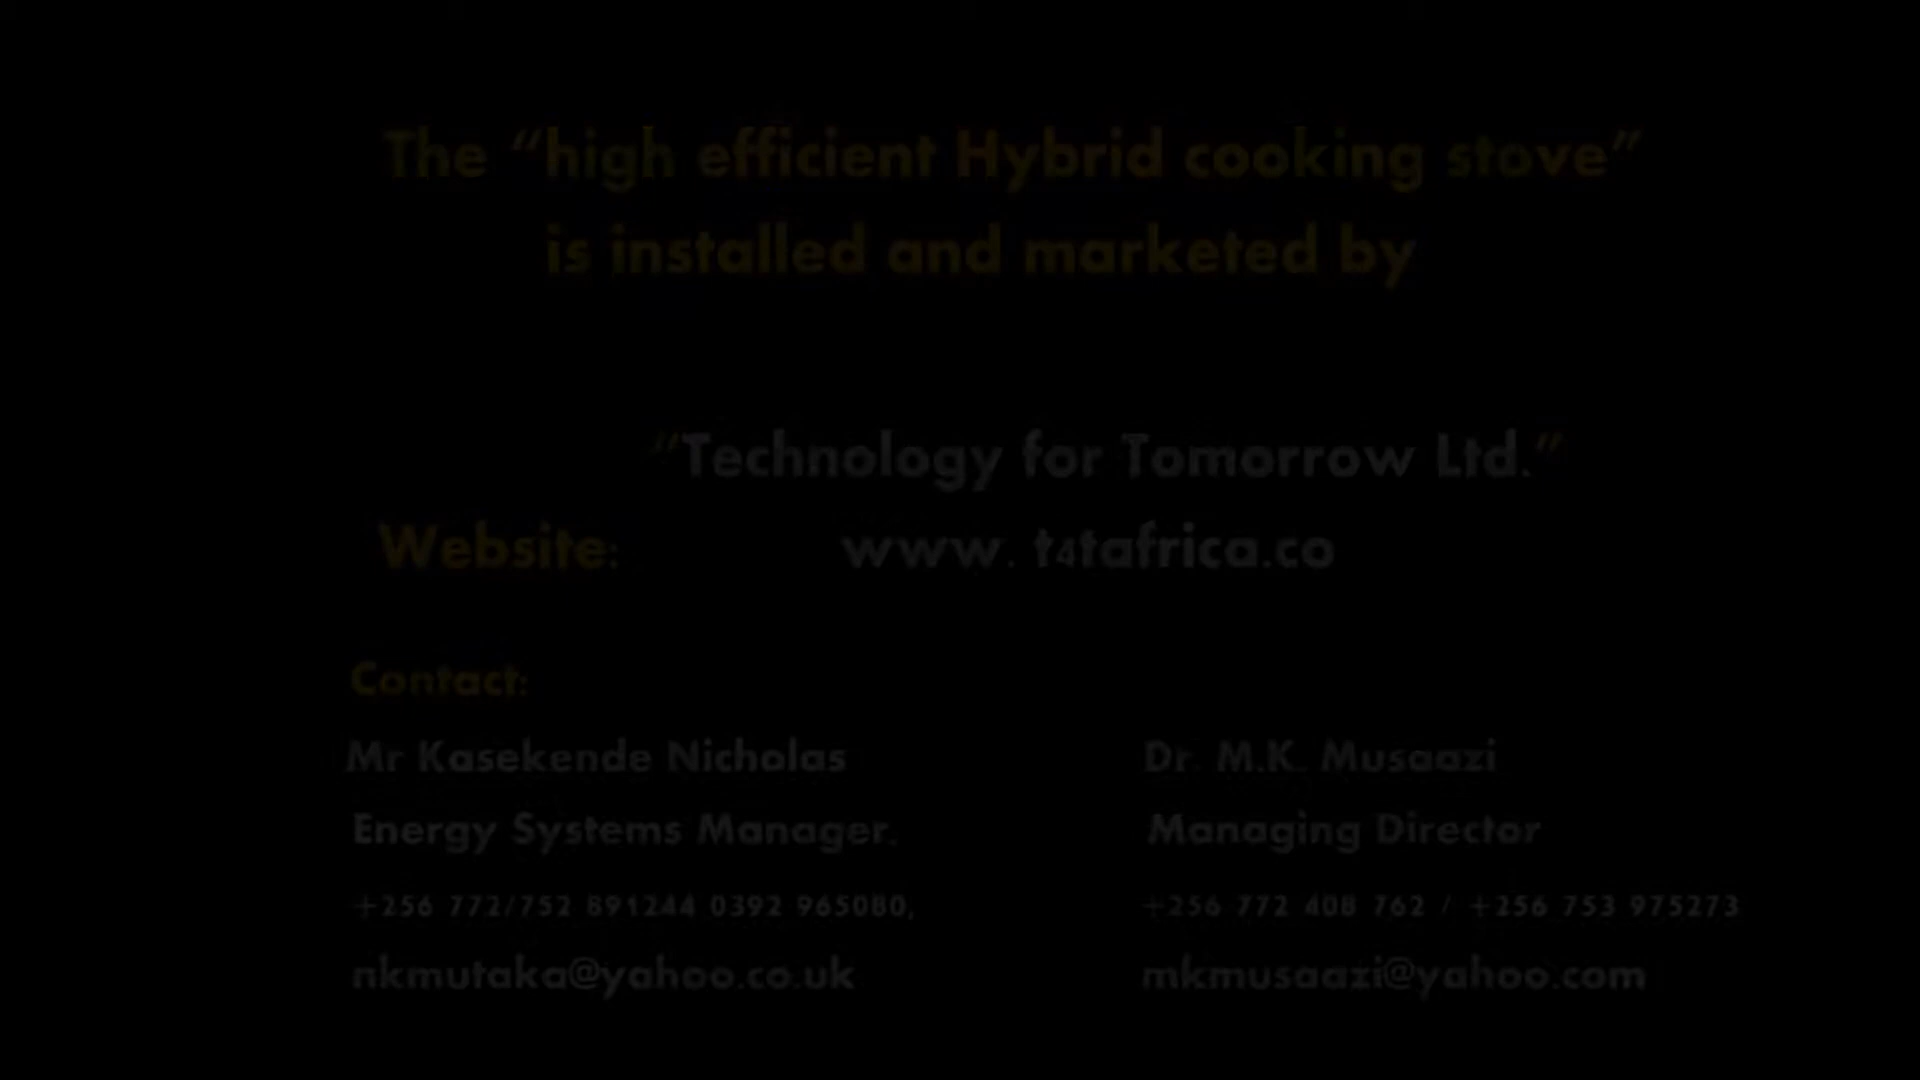 The “high efficient Hybrid cooking stove”
is installed and marketed by
“Technology for Tomorrow Ltd.”
Website: www. t4tafrica.co
Contact:
Mr Kasekende Nicholas
Energy Systems Manager.
+256 772/752 891244 0392 965080,
nkmutaka@yahoo.co.uk
Dr. M.K. Musaazi
Managing Director
+256 772 408 762 / +256 753 975273
mkmusaazi@yahoo.com